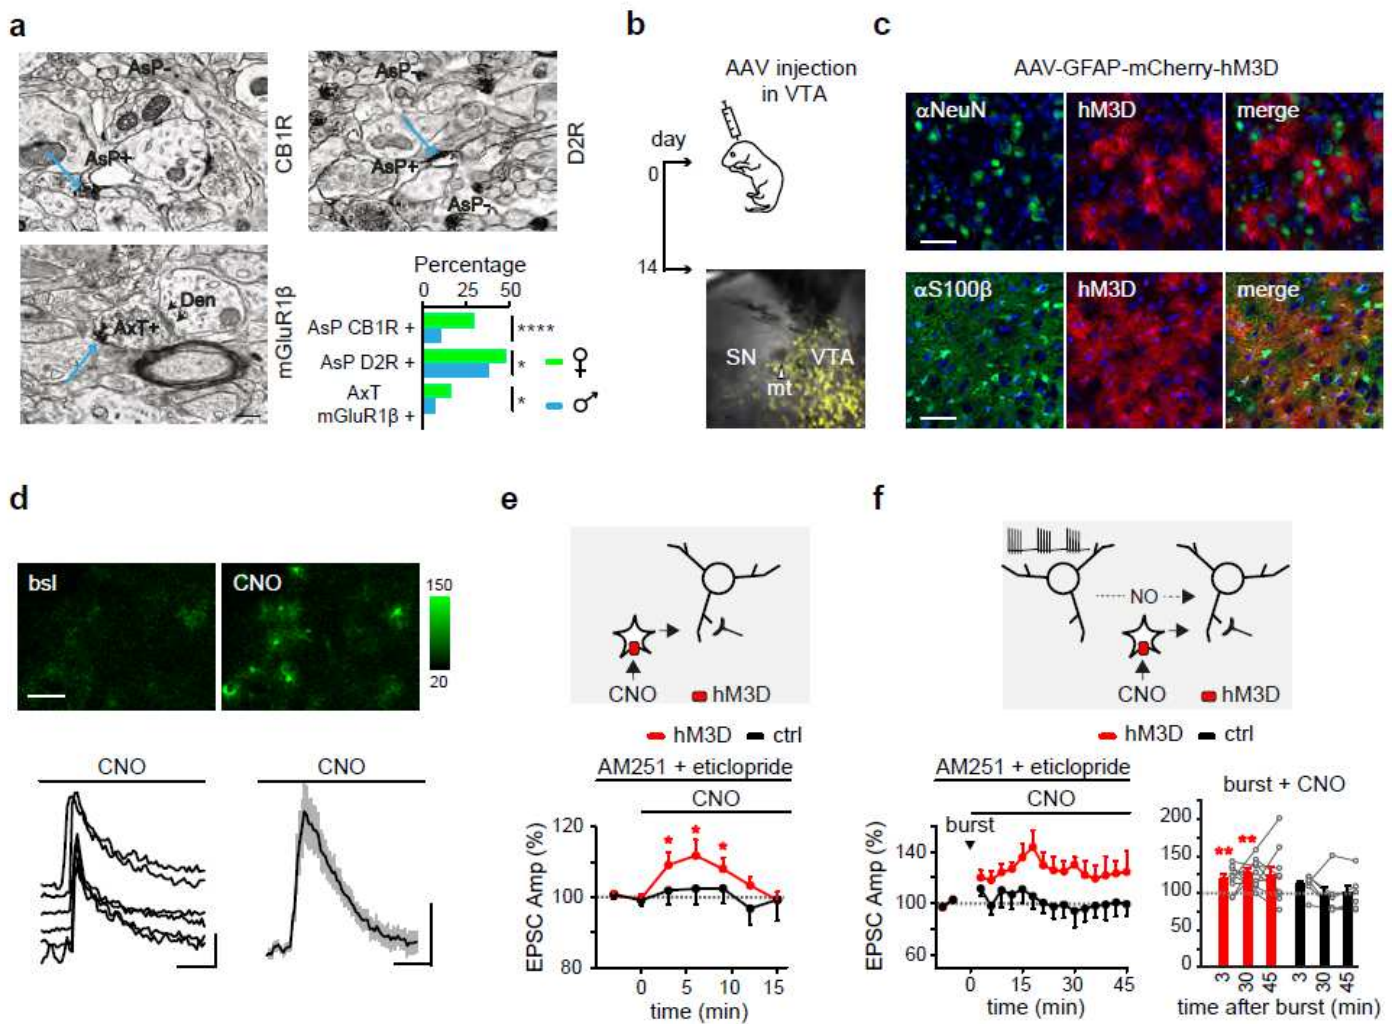 a
AsP-
AsP+
CB1R
AsP-
AsP+
AsP-
D2R
Den
AxT+
mGluR1β
Percentage
0 25 50
AsP CB1R + ****
AsP D2R + * ♀
AxT
mGluR1β + * ♂
b
AAV injection
in VTA
day
0
14
SN VTA
mt
c
AAV-GFAP-mCherry-hM3D
αNeuN hM3D merge
αS100β hM3D merge
d
bsl CNO
150
20
CNO CNO
e
CNO hM3D
hM3D ctrl
AM251 + eticlopride
CNO
120
* * *
100
80
EPSC Amp (%)
0 5 10 15
time (min)
f
NO
CNO hM3D
hM3D ctrl
AM251 + eticlopride
CNO
burst
140
100
60
EPSC Amp (%)
0 15 30 45
time (min)
burst + CNO
200
150
** **
100
50
0
3 30 45 3 30 45
time after burst (min)